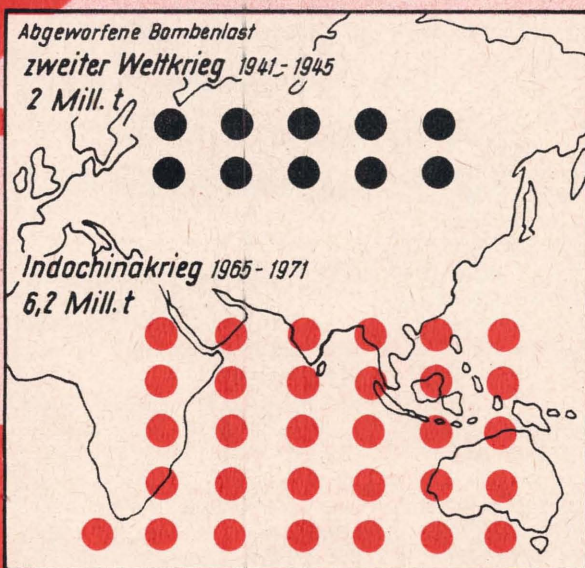 Abgeworfene Bombenlast
zweiter Weltkrieg 1941-1945
2 Mill. t
Indochinakrieg 1965-1971
6,2 Mill. t